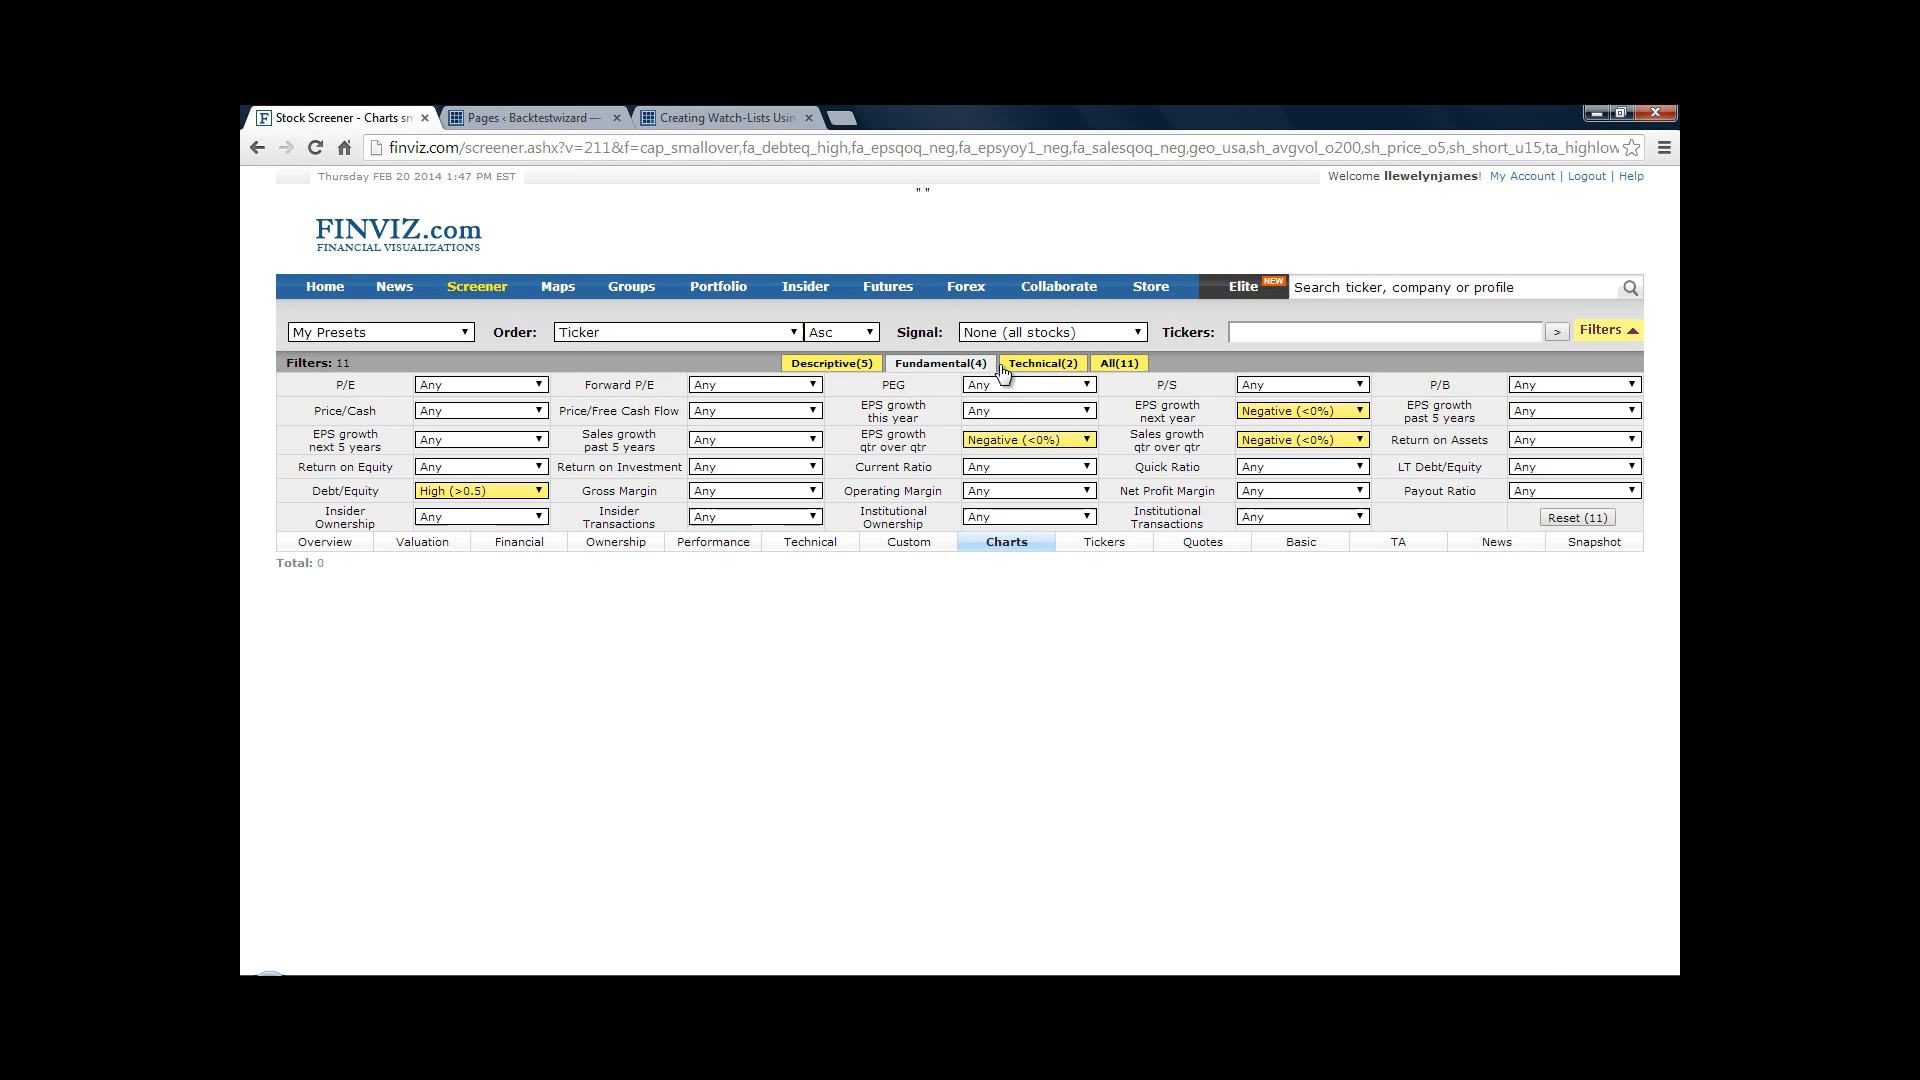 Stock Screener - Charts sm
Pages ‹ Backtestwizard —
Creating Watch-Lists Usin
finviz.com/screener.ashx?v=211&f=cap_smallover,fa_debteq_high,fa_epsqoq_neg,fa_epsyoy1_neg,fa_salesqoq_neg,geo_usa,sh_avgvol_o200,sh_price_o5,sh_short_u15,ta_highlow
Thursday FEB 20 2014 1:47 PM EST
Welcome llewelynjames! My Account | Logout | Help
" "
FINVIZ.com
FINANCIAL VISUALIZATIONS
Home News Screener Maps Groups Portfolio Insider Futures Forex Collaborate Store Elite NEW Search ticker, company or profile
My Presets Order: Ticker Asc Signal: None (all stocks) Tickers: > Filters
Filters: 11 Descriptive(5) Fundamental(4) Technical(2) All(11)
P/E Any Forward P/E Any PEG Any P/S Any P/B Any
Price/Cash Any Price/Free Cash Flow Any EPS growth this year Any EPS growth next year Negative (<0%) EPS growth past 5 years Any
EPS growth next 5 years Any Sales growth past 5 years Any EPS growth qtr over qtr Negative (<0%) Sales growth qtr over qtr Negative (<0%) Return on Assets Any
Return on Equity Any Return on Investment Any Current Ratio Any Quick Ratio Any LT Debt/Equity Any
Debt/Equity High (>0.5) Gross Margin Any Operating Margin Any Net Profit Margin Any Payout Ratio Any
Insider Ownership Any Insider Transactions Any Institutional Ownership Any Institutional Transactions Any Reset (11)
Overview Valuation Financial Ownership Performance Technical Custom Charts Tickers Quotes Basic TA News Snapshot
Total: 0